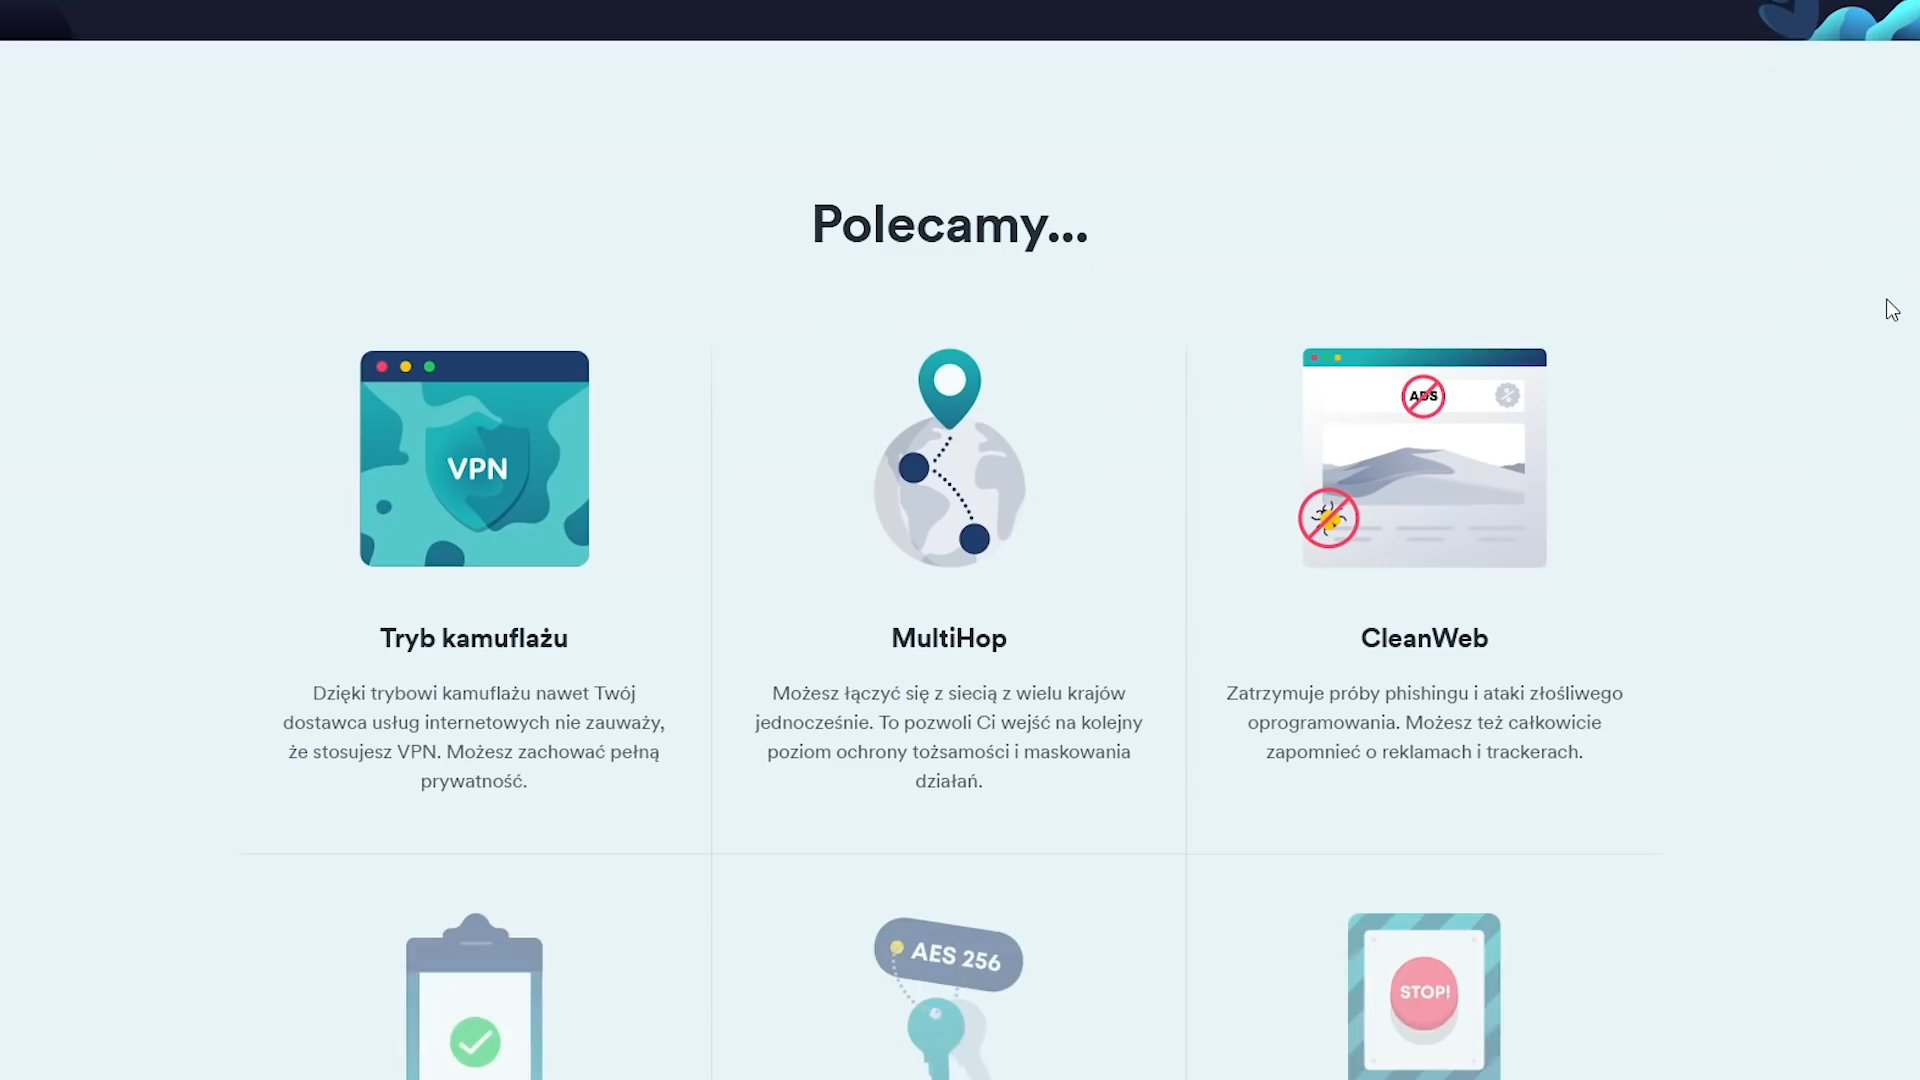 Polecamy...
VPN
ADS
Tryb kamuflażu
Dzięki trybowi kamuflażu nawet Twój
dostawca usług internetowych nie zauważy,
że stosujesz VPN. Możesz zachować pełną
prywatność.
MultiHop
Możesz łączyć się z siecią z wielu krajów
jednocześnie. To pozwoli Ci wejść na kolejny
poziom ochrony tożsamości i maskowania
działań.
CleanWeb
Zatrzymuje próby phishingu i ataki złośliwego
oprogramowania. Możesz też całkowicie
zapomnieć o reklamach i trackerach.
AES 256
STOP!